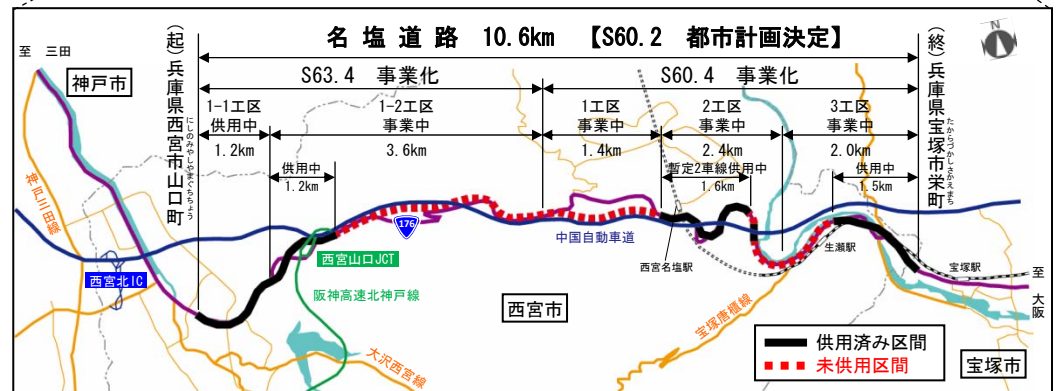 名塩道路 10.6km 【S60.2 都市計画決定】
S63.4 事業化
S60.4 事業化
1-1工区
供用中
1.2km
1-2工区
事業中
3.6km
1工区
事業中
1.4km
2工区
事業中
2.4km
3工区
事業中
2.0km
供用中
1.2km
暫定2車線供用中
1.6km
供用中
1.5km
(起)兵庫県西宮市山口町
にしのみやしやまぐちちょう
(終)兵庫県宝塚市栄町
たからづかしさかえまち
至 三田
神戸市
神戸三田線
西宮北IC
176
西宮山口JCT
阪神高速北神戸線
大沢西宮線
中国自動車道
西宮市
西宮名塩駅
生瀬駅
宝塚駅
宝塚唐櫃線
至
大阪
宝塚市
N
供用済み区間
未供用区間